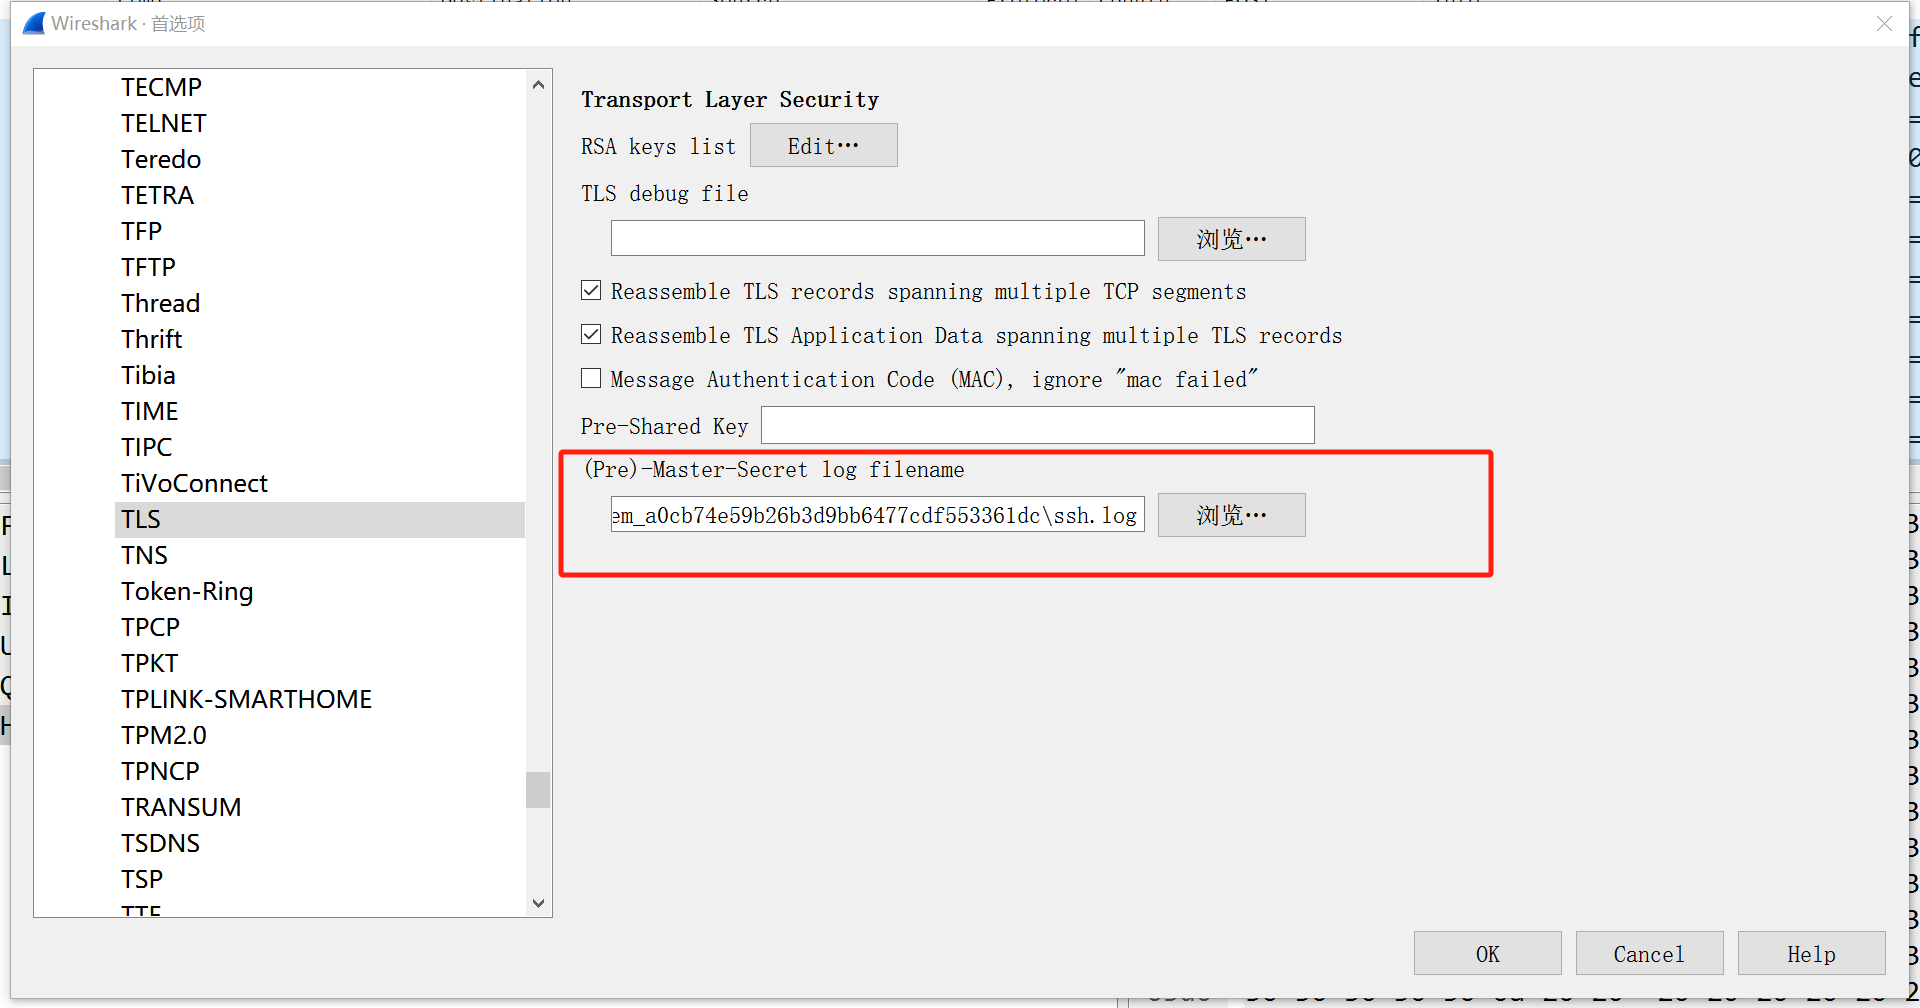 Wireshark · 首选项
TECMP
TELNET
Teredo
TETRA
TFP
TFTP
Thread
Thrift
Tibia
TIME
TIPC
TiVoConnect
TLS
TNS
Token-Ring
TPCP
TPKT
TPLINK-SMARTHOME
TPM2.0
TPNCP
TRANSUM
TSDNS
TSP
Transport Layer Security
RSA keys list Edit…
TLS debug file
浏览…
Reassemble TLS records spanning multiple TCP segments
Reassemble TLS Application Data spanning multiple TLS records
Message Authentication Code (MAC), ignore "mac failed"
Pre-Shared Key
(Pre)-Master-Secret log filename
em_a0cb74e59b26b3d9bb6477cdf553361dc\ssh.log 浏览…
OK Cancel Help